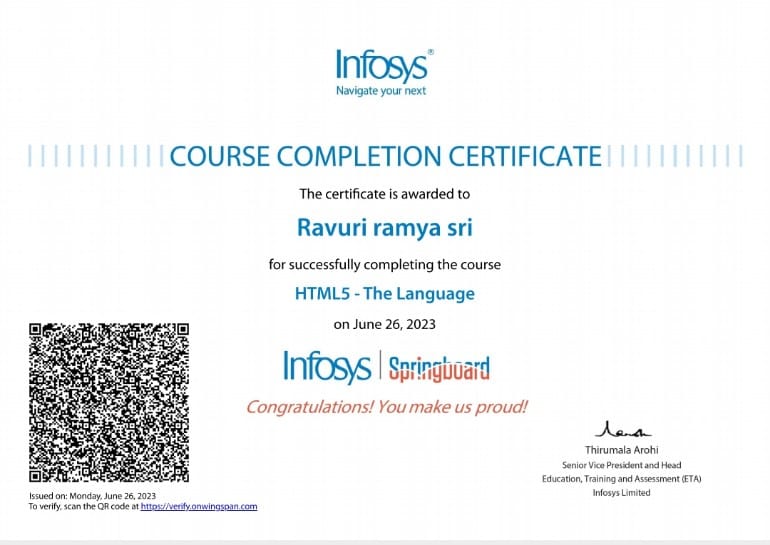 Infosys®
Navigate your next
COURSE COMPLETION CERTIFICATE
The certificate is awarded to
Ravuri ramya sri
for successfully completing the course
HTML5 - The Language
on June 26, 2023
Infosys | Springboard
Congratulations! You make us proud!
Thirumala Arohi
Senior Vice President and Head
Education, Training and Assessment (ETA)
Infosys Limited
Issued on: Monday, June 26, 2023
To verify, scan the QR code at https://verify.onwingspan.com